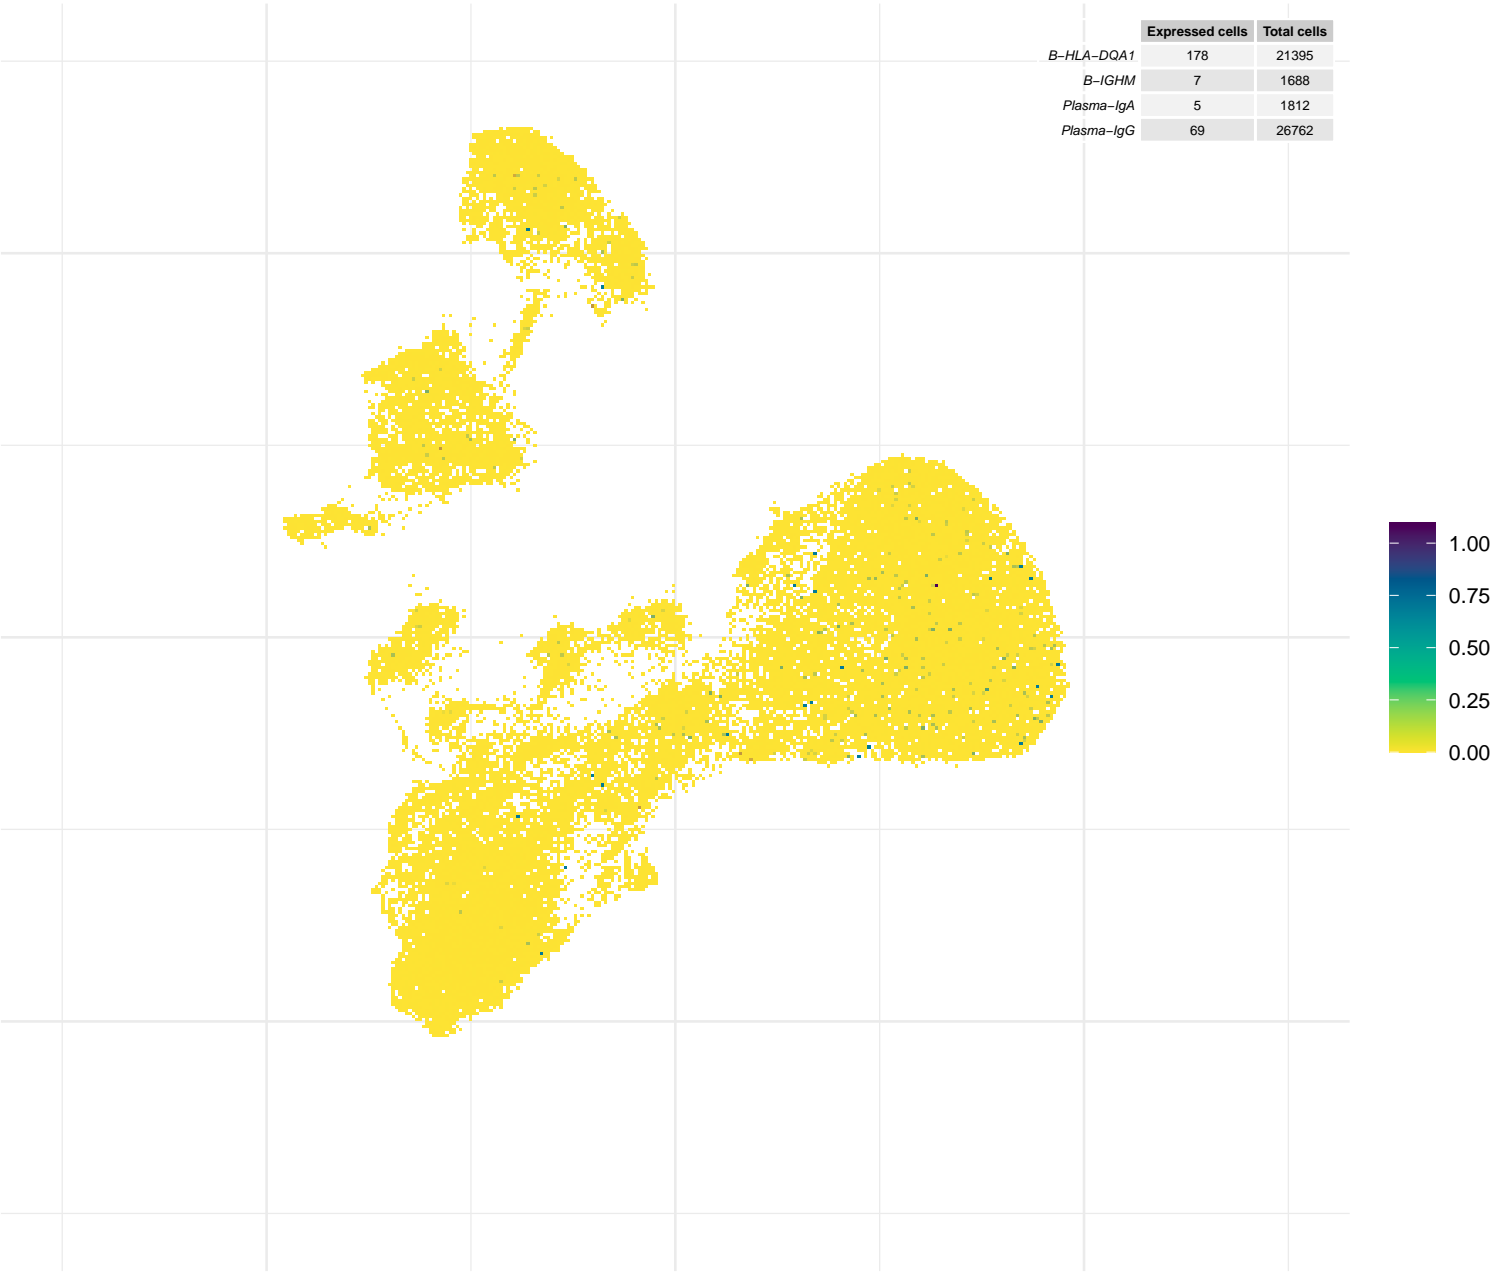 Expressed cells Total cells
B−HLA−DQA1 178 21395
B−IGHM 7 1688
Plasma−IgA 5 1812
Plasma−IgG 69 26762
1.00
0.75
0.50
0.25
0.00